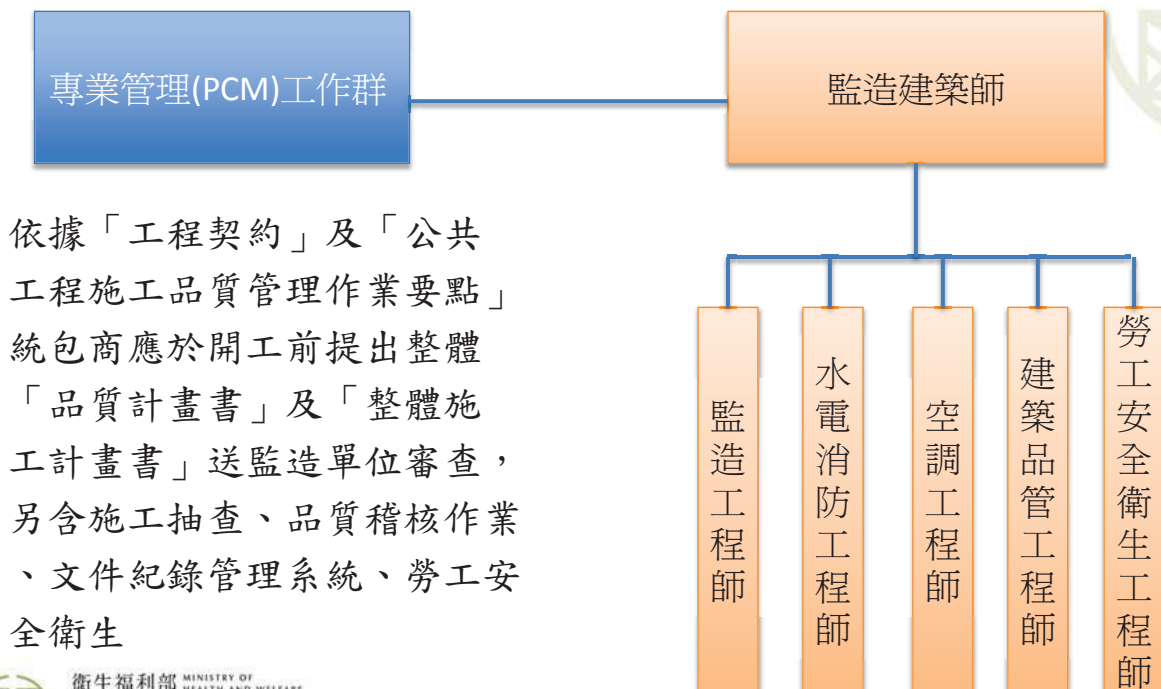 專業管理(PCM)工作群
監造建築師
依據「工程契約」及「公共
工程施工品質管理作業要點」
統包商應於開工前提出整體
「品質計畫書」及「整體施
工計畫書」送監造單位審查，
另含施工抽查、品質稽核作業
、文件紀錄管理系統、勞工安
全衛生
監造工程師
水電消防工程師
空調工程師
建築品管工程師
勞工安全衛生工程師
衛生福利部 MINISTRY OF
HEALTH AND WELFARE